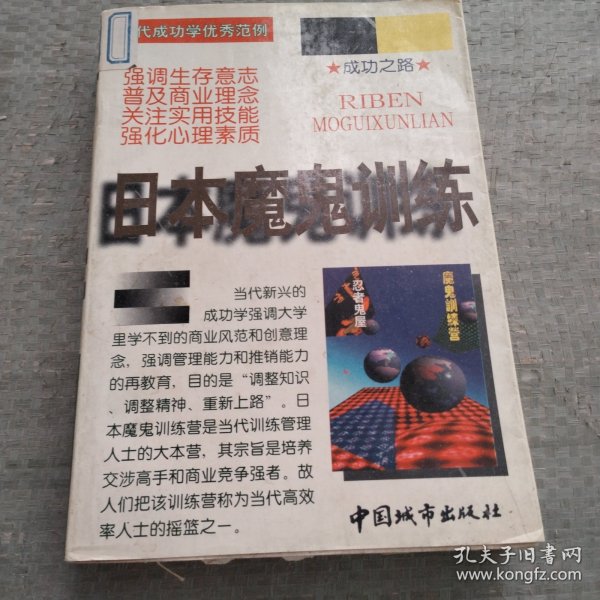 代成功学优秀范例
强调生存意志
普及商业理念
关注实用技能
强化心理素质
★成功之路★
RIBEN
MOGUIXUNLIAN
日本魔鬼训练
当代新兴的
成功学强调大学
里学不到的商业风范和创意理
念，强调管理能力和推销能力
的再教育，目的是“调整知识
、调整精神、重新上路”。日
本魔鬼训练营是当代训练管理
人士的大本营，其宗旨是培养
交涉高手和商业竞争强者。故
人们把该训练营称为当代高效
率人士的摇篮之一。
忍者鬼屋
魔鬼訓練营
中国城市出版社
孔夫子旧书网
www.kongfz.com